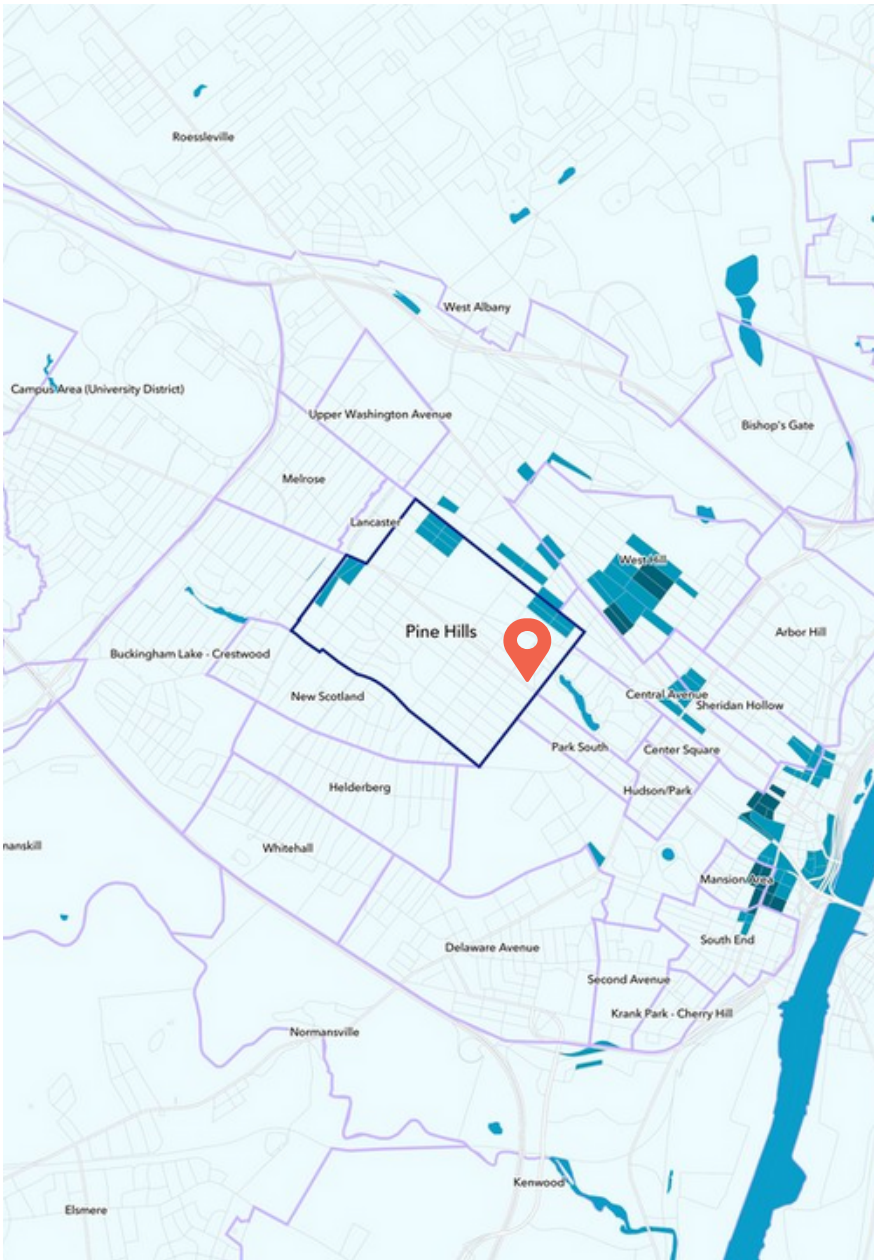 Roessleville
West Albany
Campus Area (University District)
Upper Washington Avenue
Bishop's Gate
Melrose
Lancaster
West Hill
Pine Hills
Arbor Hill
Buckingham Lake - Crestwood
New Scotland
Central Avenue
Sheridan Hollow
Park South
Center Square
Helderberg
Hudson/Park
Whitehall
manskill
Mansion Area
South End
Delaware Avenue
Second Avenue
Krank Park - Cherry Hill
Normansville
Kenwood
Elsmere